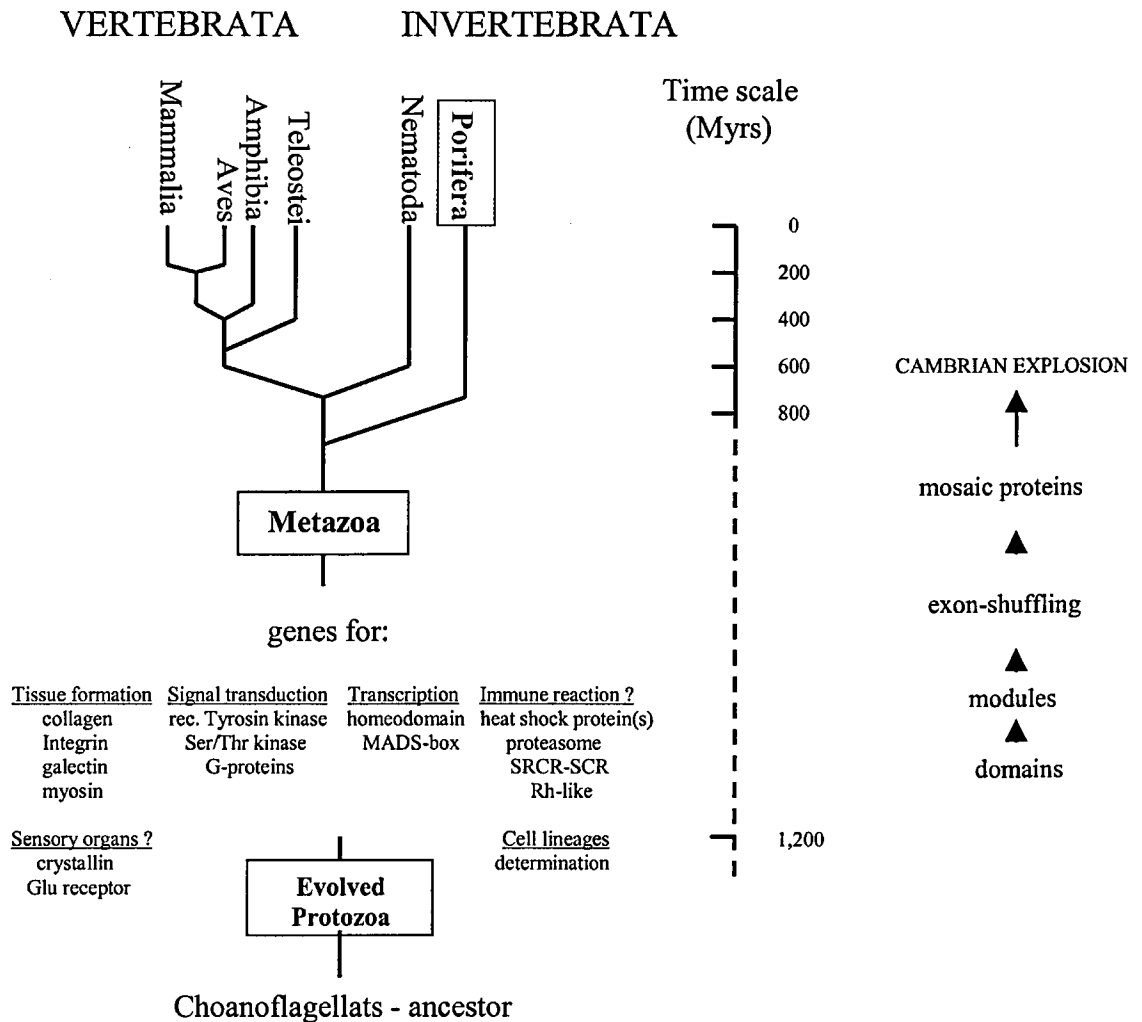 VERTEBRATA
INVERTEBRATA
Mammalia
Aves
Amphibia
Teleostei
Nematoda
Porifera
Time scale
(Myrs)
0
200
400
600
800
1,200
CAMBRIAN EXPLOSION
mosaic proteins
exon-shuffling
modules
domains
Metazoa
genes for:
Tissue formation
collagen
Integrin
galectin
myosin
Signal transduction
rec. Tyrosin kinase
Ser/Thr kinase
G-proteins
Transcription
homeodomain
MADS-box
Immune reaction ?
heat shock protein(s)
proteasome
SRCR-SCR
Rh-like
Sensory organs ?
crystallin
Glu receptor
Cell lineages
determination
Evolved
Protozoa
Choanoflagellats - ancestor